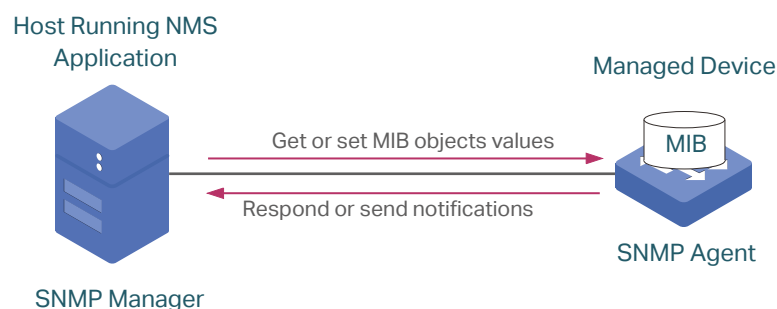 Host Running NMS
Application
Managed Device
Get or set MIB objects values
MIB
Respond or send notifications
SNMP Agent
SNMP Manager